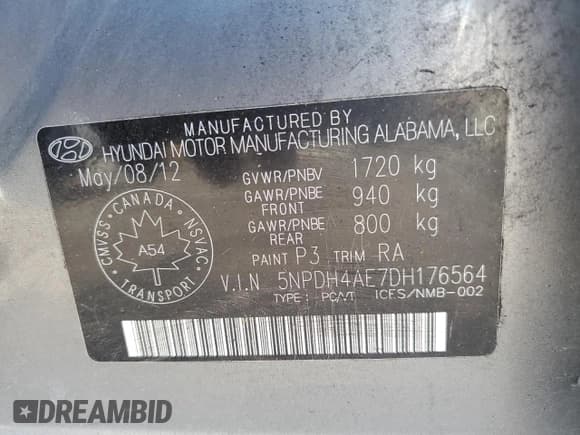 MANUFACTURED BY
HYUNDAI MOTOR MANUFACTURING ALABAMA, LLC
May/08/12
GVWR/PNBV 1720 kg
GAWR/PNBE FRONT 940 kg
GAWR/PNBE REAR 800 kg
PAINT P3 TRIM RA
V.I.N 5NPDH4AE7DH176564
TYPE: PC/VT ICES/NMB-002
CMVSS • CANADA • NSVAC • TRANSPORT •
A54
DREAMBID